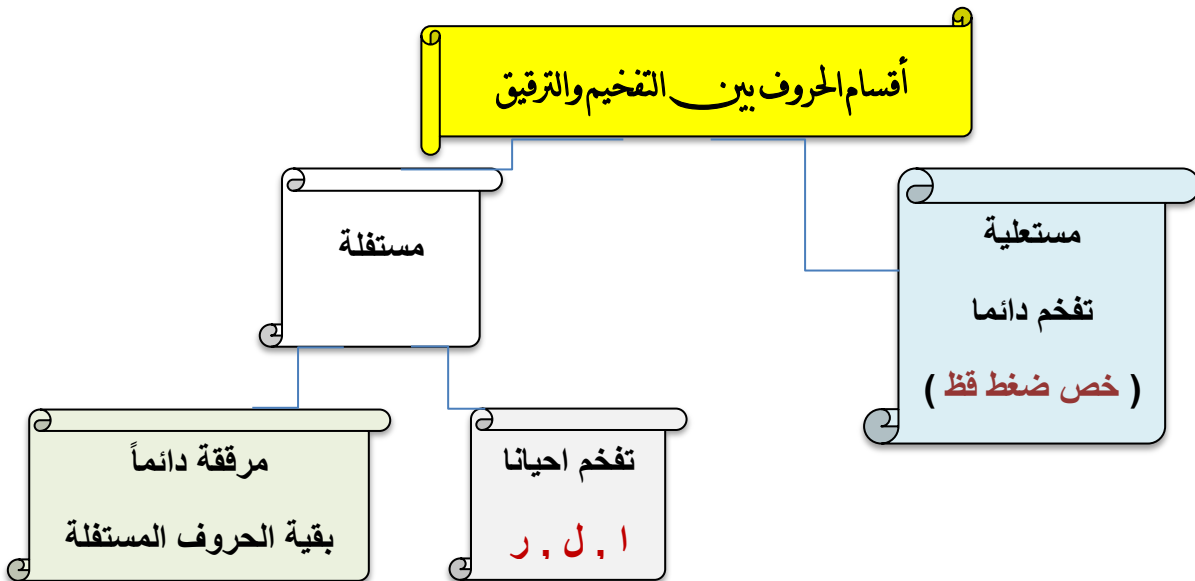 أقسام الحروف بين التفخيم والترقيق
مستعلية
تفخم دائما
( خص ضغط قظ )
مستفلة
تفخم احيانا
ا , ل , ر
مرققة دائماً
بقية الحروف المستفلة